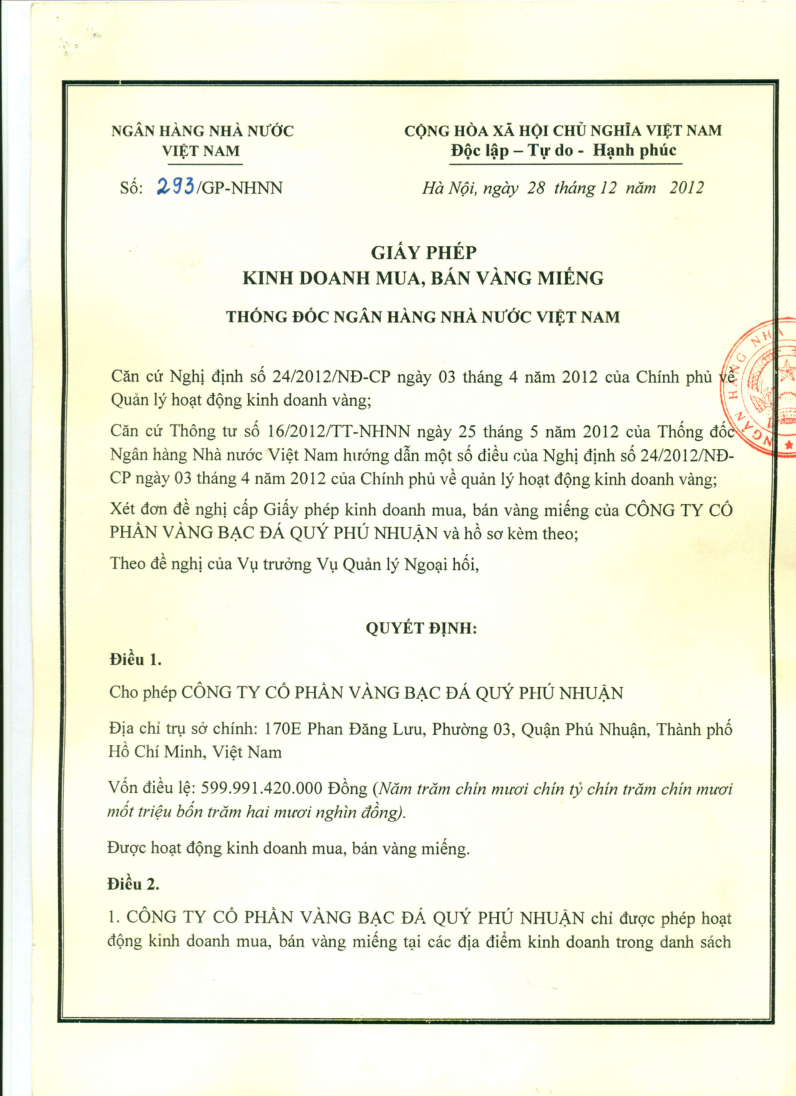 NGÂN HÀNG NHÀ NƯỚC
VIỆT NAM
Số: 293/GP-NHNN
CỘNG HÒA XÃ HỘI CHỦ NGHĨA VIỆT NAM
Độc lập – Tự do - Hạnh phúc
Hà Nội, ngày 28 tháng 12 năm 2012
GIẤY PHÉP
KINH DOANH MUA, BÁN VÀNG MIẾNG
THỐNG ĐỐC NGÂN HÀNG NHÀ NƯỚC VIỆT NAM
Căn cứ Nghị định số 24/2012/NĐ-CP ngày 03 tháng 4 năm 2012 của Chính phủ về
Quản lý hoạt động kinh doanh vàng;
Căn cứ Thông tư số 16/2012/TT-NHNN ngày 25 tháng 5 năm 2012 của Thống đốc
Ngân hàng Nhà nước Việt Nam hướng dẫn một số điều của Nghị định số 24/2012/NĐ-
CP ngày 03 tháng 4 năm 2012 của Chính phủ về quản lý hoạt động kinh doanh vàng;
Xét đơn đề nghị cấp Giấy phép kinh doanh mua, bán vàng miếng của CÔNG TY CỔ
PHẦN VÀNG BẠC ĐÁ QUÝ PHÚ NHUẬN và hồ sơ kèm theo;
Theo đề nghị của Vụ trưởng Vụ Quản lý Ngoại hối,
NGÂN HÀNG NHÀ
QUYẾT ĐỊNH:
Điều 1.
Cho phép CÔNG TY CỔ PHẦN VÀNG BẠC ĐÁ QUÝ PHÚ NHUẬN
Địa chỉ trụ sở chính: 170E Phan Đăng Lưu, Phường 03, Quận Phú Nhuận, Thành phố
Hồ Chí Minh, Việt Nam
Vốn điều lệ: 599.991.420.000 Đồng (Năm trăm chín mươi chín tỷ chín trăm chín mươi
mốt triệu bốn trăm hai mươi nghìn đồng).
Được hoạt động kinh doanh mua, bán vàng miếng.
Điều 2.
1. CÔNG TY CỔ PHẦN VÀNG BẠC ĐÁ QUÝ PHÚ NHUẬN chỉ được phép hoạt
động kinh doanh mua, bán vàng miếng tại các địa điểm kinh doanh trong danh sách